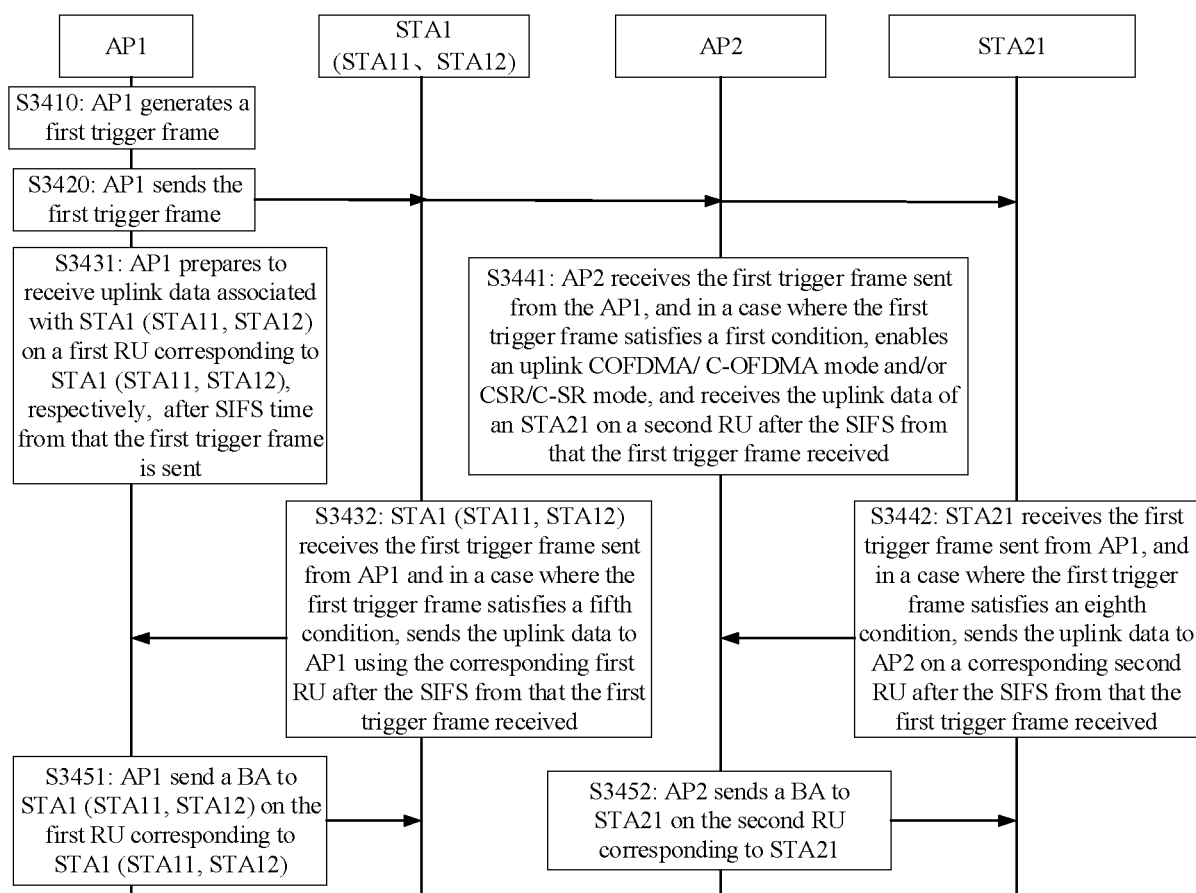 AP1
STA1
(STA11、STA12)
AP2
STA21
S3410: AP1 generates a
first trigger frame
S3420: AP1 sends the
first trigger frame
S3431: AP1 prepares to
receive uplink data associated
with STA1 (STA11, STA12)
on a first RU corresponding to
STA1 (STA11, STA12),
respectively, after SIFS time
from that the first trigger frame
is sent
S3441: AP2 receives the first trigger frame sent
from the AP1, and in a case where the first
trigger frame satisfies a first condition, enables
an uplink COFDMA/ C-OFDMA mode and/or
CSR/C-SR mode, and receives the uplink data of
an STA21 on a second RU after the SIFS from
that the first trigger frame received
S3432: STA1 (STA11, STA12)
receives the first trigger frame sent
from AP1 and in a case where the
first trigger frame satisfies a fifth
condition, sends the uplink data to
AP1 using the corresponding first
RU after the SIFS from that the first
trigger frame received
S3442: STA21 receives the first
trigger frame sent from AP1, and
in a case where the first trigger
frame satisfies an eighth
condition, sends the uplink data to
AP2 on a corresponding second
RU after the SIFS from that the
first trigger frame received
S3451: AP1 send a BA to
STA1 (STA11, STA12) on the
first RU corresponding to
STA1 (STA11, STA12)
S3452: AP2 sends a BA to
STA21 on the second RU
corresponding to STA21